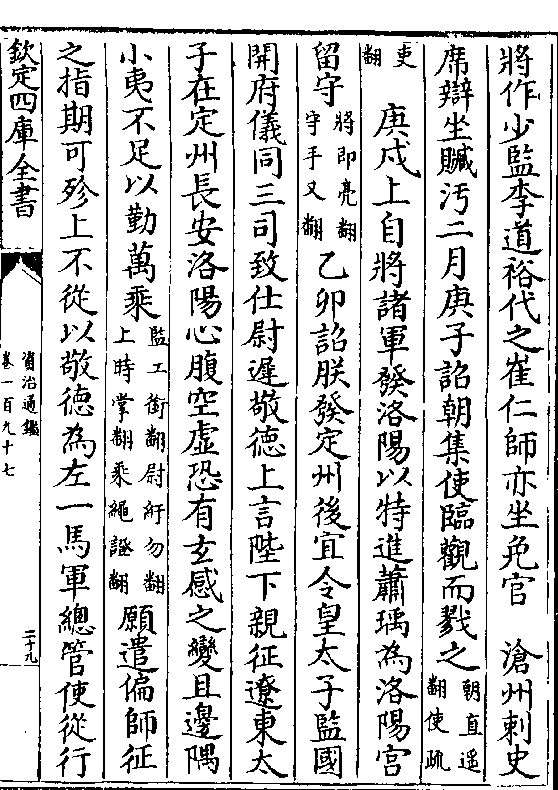 將作少監李道裕代之崔仁師亦坐免官　滄州刺史
席辯坐贓汚二月庚子詔朝集使臨觀而戮之朝直遥翻使疏
吏翻　庚戍上自將諸軍發洛陽以特進蕭瑀為洛陽宫
留守將即亮翻守手又翻乙卯詔朕發定州後宜令皇太子監國
開府儀同三司致仕尉遲敬徳上言陛下親征遼東太
子在定州長安洛陽心腹空虚恐有玄感之變且邊隅
小夷不足以勤萬乘監工銜翻尉紆勿翻上時掌翻乘繩證翻願遣偏師征
之指期可殄上不從以敬徳為左一馬軍總管使從行
欽定四庫全書
資治通鑑
卷一百九十七
二十九